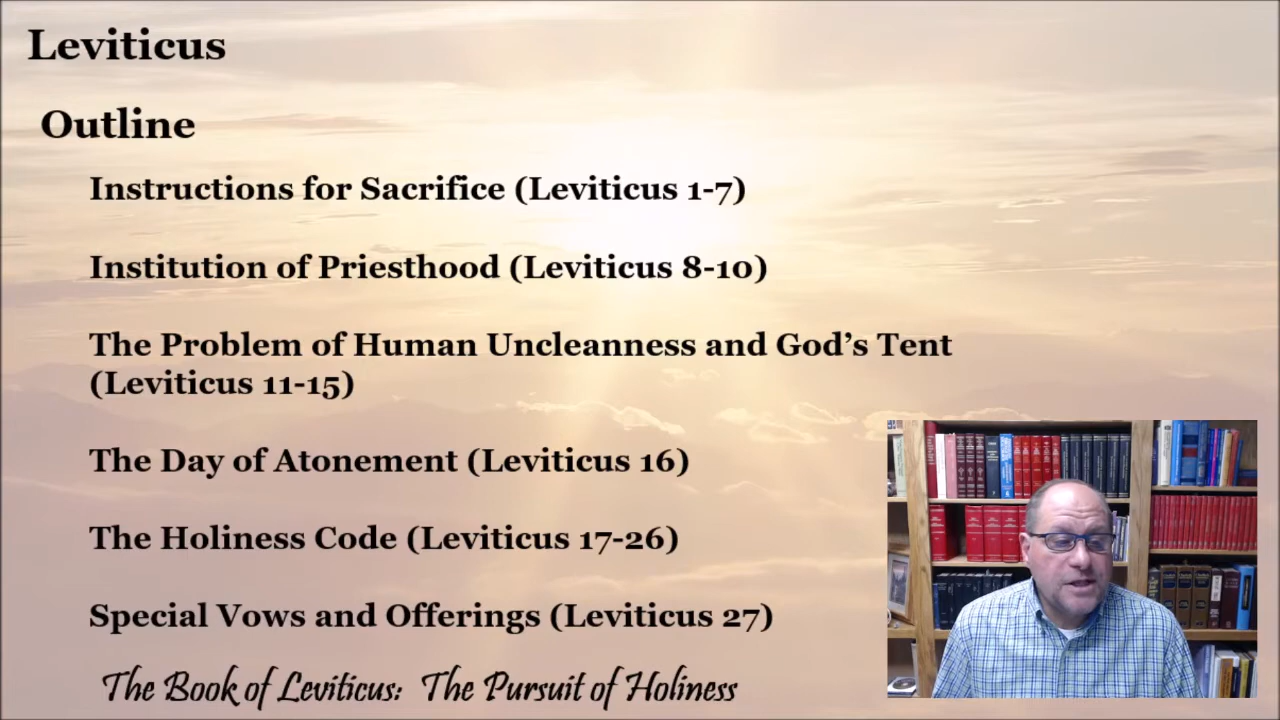 Leviticus
Outline
Instructions for Sacrifice (Leviticus 1-7)
Institution of Priesthood (Leviticus 8-10)
The Problem of Human Uncleanness and God’s Tent
(Leviticus 11-15)
The Day of Atonement (Leviticus 16)
The Holiness Code (Leviticus 17-26)
Special Vows and Offerings (Leviticus 27)
The Book of Leviticus: The Pursuit of Holiness